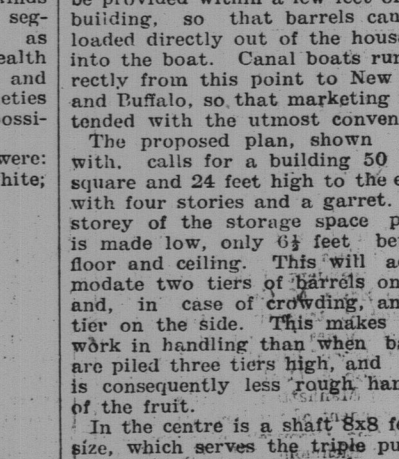 seg-
as
ealth
and
eties
ossi-
were:
hite;
building, so that barrels can
loaded directly out of the hous
into the boat. Canal boats run
rectly from this point to New
and Buffalo, so that marketing
tended with the utmost conven
The proposed plan, shown
with. calls for a building 50
square and 24 feet high to the e
with four stories and a garret.
storey of the storage space p
is made low, only 6½ feet be
floor and ceiling. This will a
modate two tiers of barrels on
and, in case of crowding, an
tier on the side. This makes
work in handling than when ba
are piled three tiers high, and
is consequently less rough han
of the fruit.
In the centre is a shaft 8x8 fe
size, which serves the triple pu